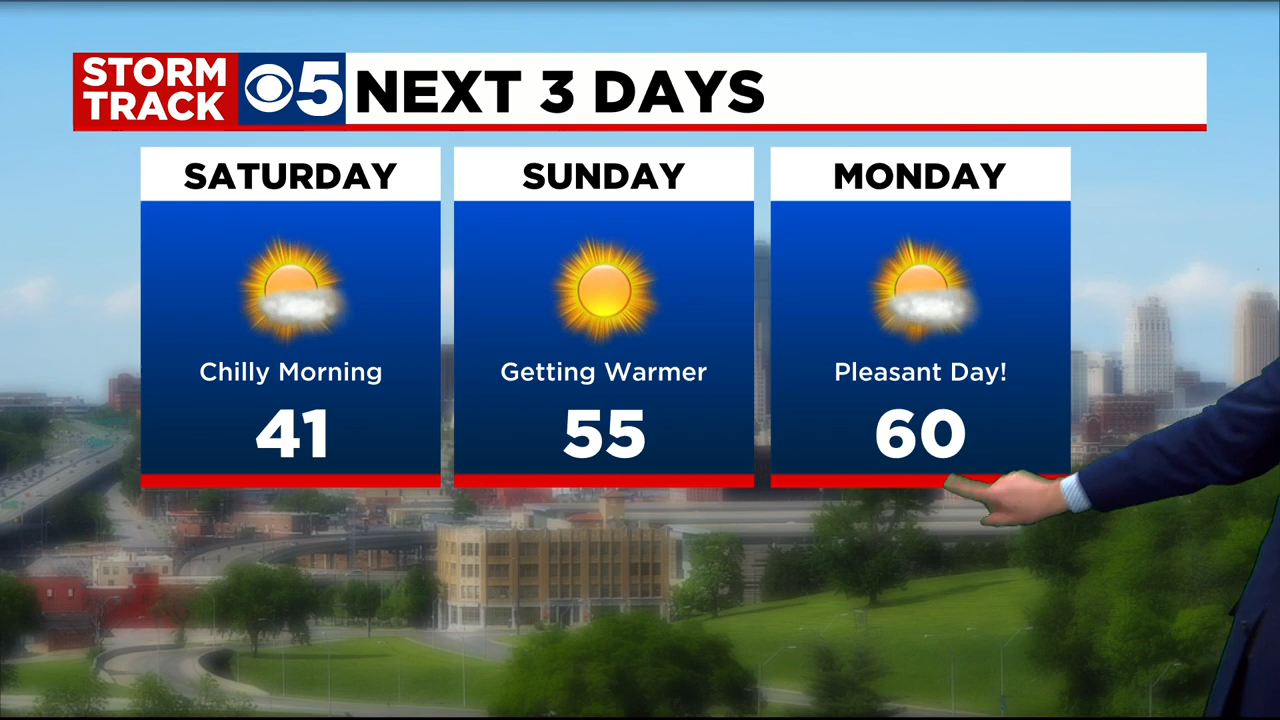 STORM
TRACK
5
NEXT 3 DAYS
SATURDAY
Chilly Morning
41
SUNDAY
Getting Warmer
55
MONDAY
Pleasant Day!
60